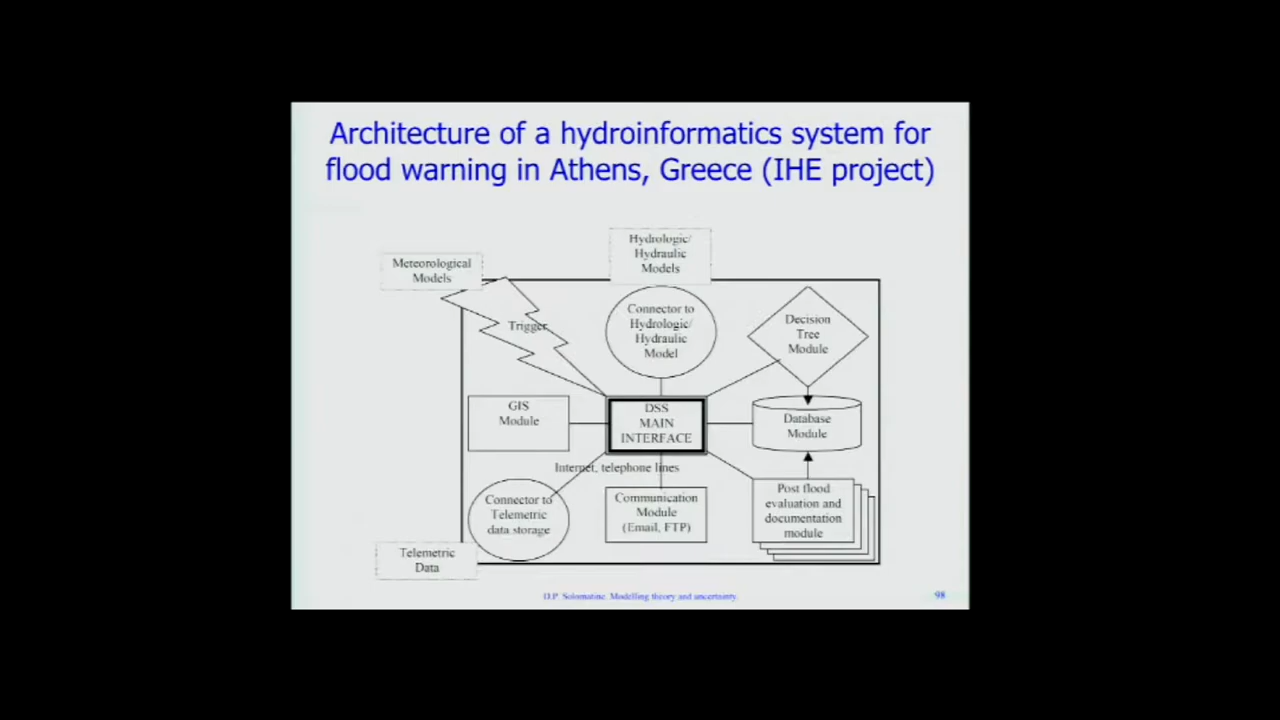 Architecture of a hydroinformatics system for
flood warning in Athens, Greece (IHE project)
Hydrologic/
Hydraulic
Models
Meteorological
Models
Trigger
Connector to
Hydrologic/
Hydraulic
Model
Decision
Tree
Module
GIS
Module
DSS
MAIN
INTERFACE
Database
Module
Internet, telephone lines
Connector to
Telemetric
data storage
Communication
Module
(Email, FTP)
Post flood
evaluation and
documentation
module
Telemetric
Data
D.P. Solomatine. Modelling theory and uncertainty.
98